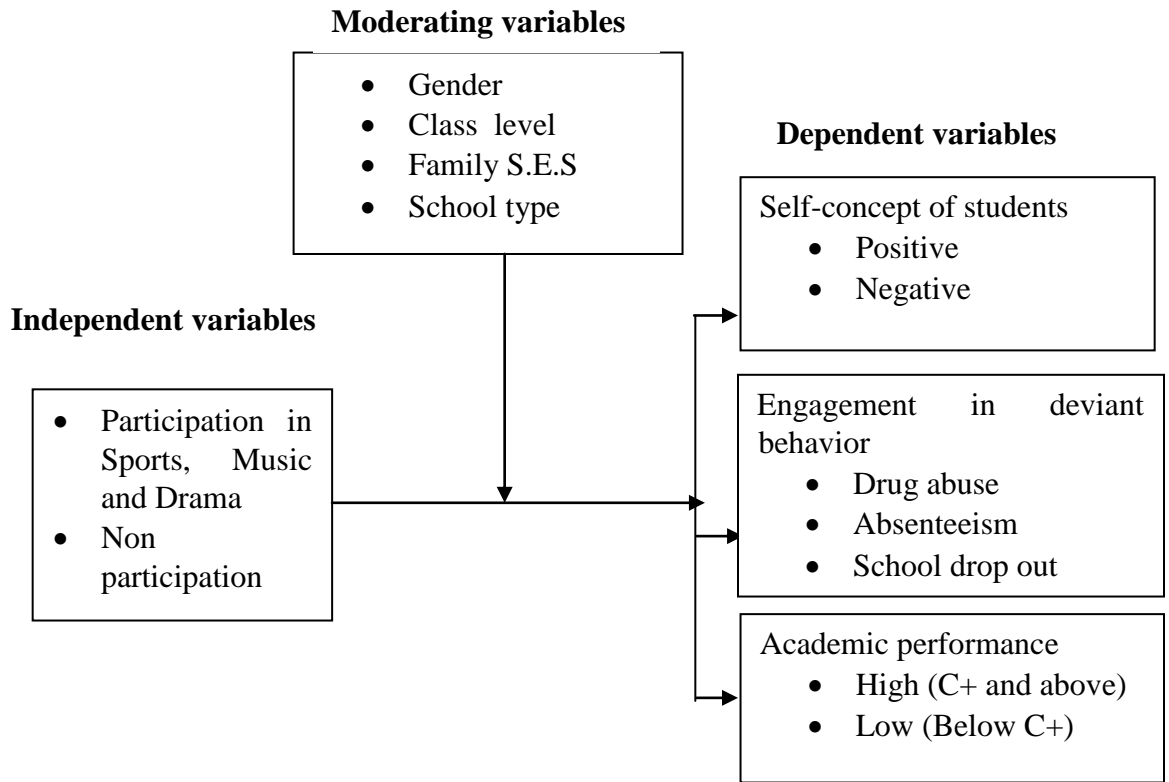 Moderating variables
• Gender
• Class level
• Family S.E.S
• School type
Dependent variables
Self-concept of students
• Positive
• Negative
Independent variables
• Participation in
Sports, Music
and Drama
• Non
participation
Engagement in deviant
behavior
• Drug abuse
• Absenteeism
• School drop out
Academic performance
• High (C+ and above)
• Low (Below C+)